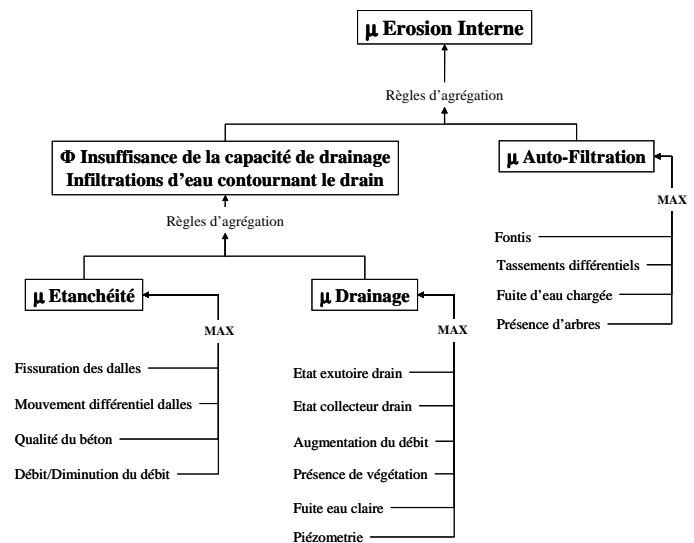 μ Erosion Interne
Règles d'agrégation
Φ Insuffisance de la capacité de drainage
Infiltrations d'eau contournant le drain
μ Auto-Filtration
MAX
Fontis
Tassements différentiels
Fuite d'eau chargée
Présence d'arbres
Règles d'agrégation
μ Etanchéité
MAX
Fissuration des dalles
Mouvement différentiel dalles
Qualité du béton
Débit/Diminution du débit
μ Drainage
MAX
Etat exutoire drain
Etat collecteur drain
Augmentation du débit
Présence de végétation
Fuite eau claire
Piézometrie